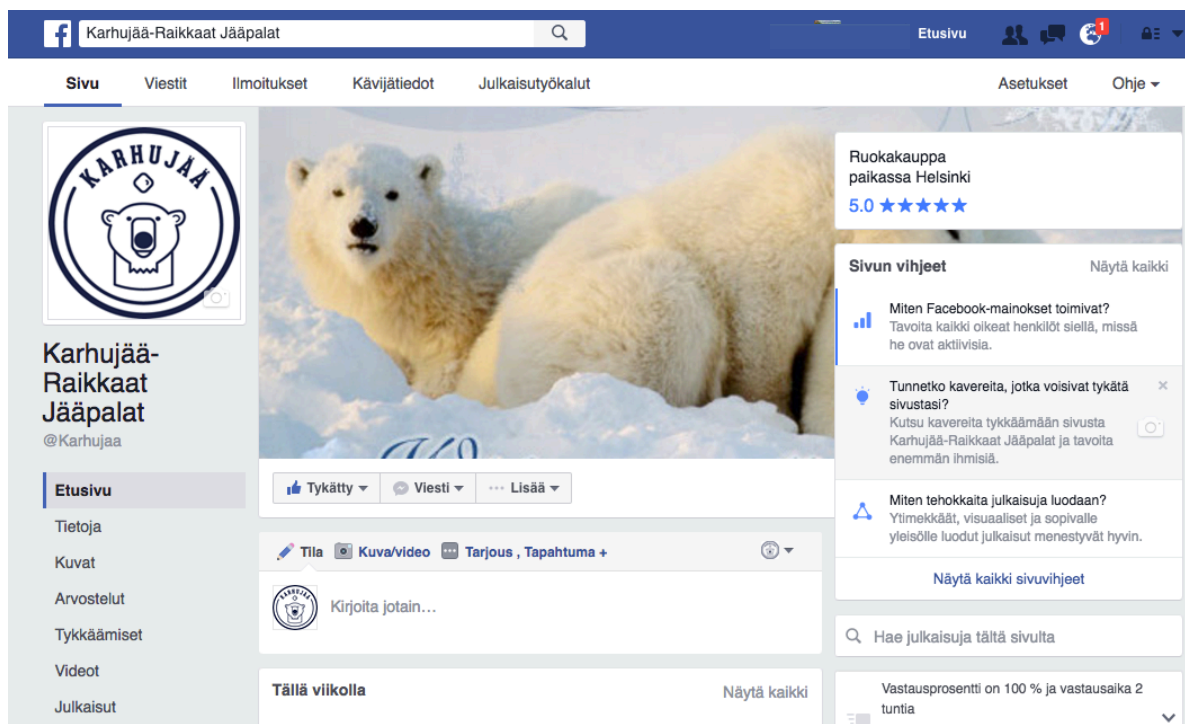 Karhujää-Raikkaat Jääpalat
Etusivu
1
Sivu
Viestit
Ilmoitukset
Kävijätiedot
Julkaisutyökalut
Asetukset
Ohje
KARHUJÄÄ
Karhujää-
Raikkaat
Jääpalat
@Karhujaa
Etusivu
Tietoja
Kuvat
Arvostelut
Tykkäämiset
Videot
Julkaisut
Tykätty
Viesti
Lisää
Tila
Kuva/video
Tarjous , Tapahtuma +
KARHUJÄÄ
Kirjoita jotain...
Tällä viikolla
Näytä kaikki
Ruokakauppa
paikassa Helsinki
5.0 ★★★★★
Sivun vihjeet
Näytä kaikki
Miten Facebook-mainokset toimivat?
Tavoita kaikki oikeat henkilöt siellä, missä
he ovat aktiivisia.
Tunnetko kavereita, jotka voisivat tykätä
sivustasi?
Kutsu kavereita tykkäämään sivusta
Karhujää-Raikkaat Jääpalat ja tavoita
enemmän ihmisiä.
Miten tehokkaita julkaisuja luodaan?
Ytimekkäät, visuaaliset ja sopivalle
yleisölle luodut julkaisut menestyvät hyvin.
Näytä kaikki sivuvihjeet
Hae julkaisuja tältä sivulta
Vastausprosentti on 100 % ja vastausaika 2
tuntia